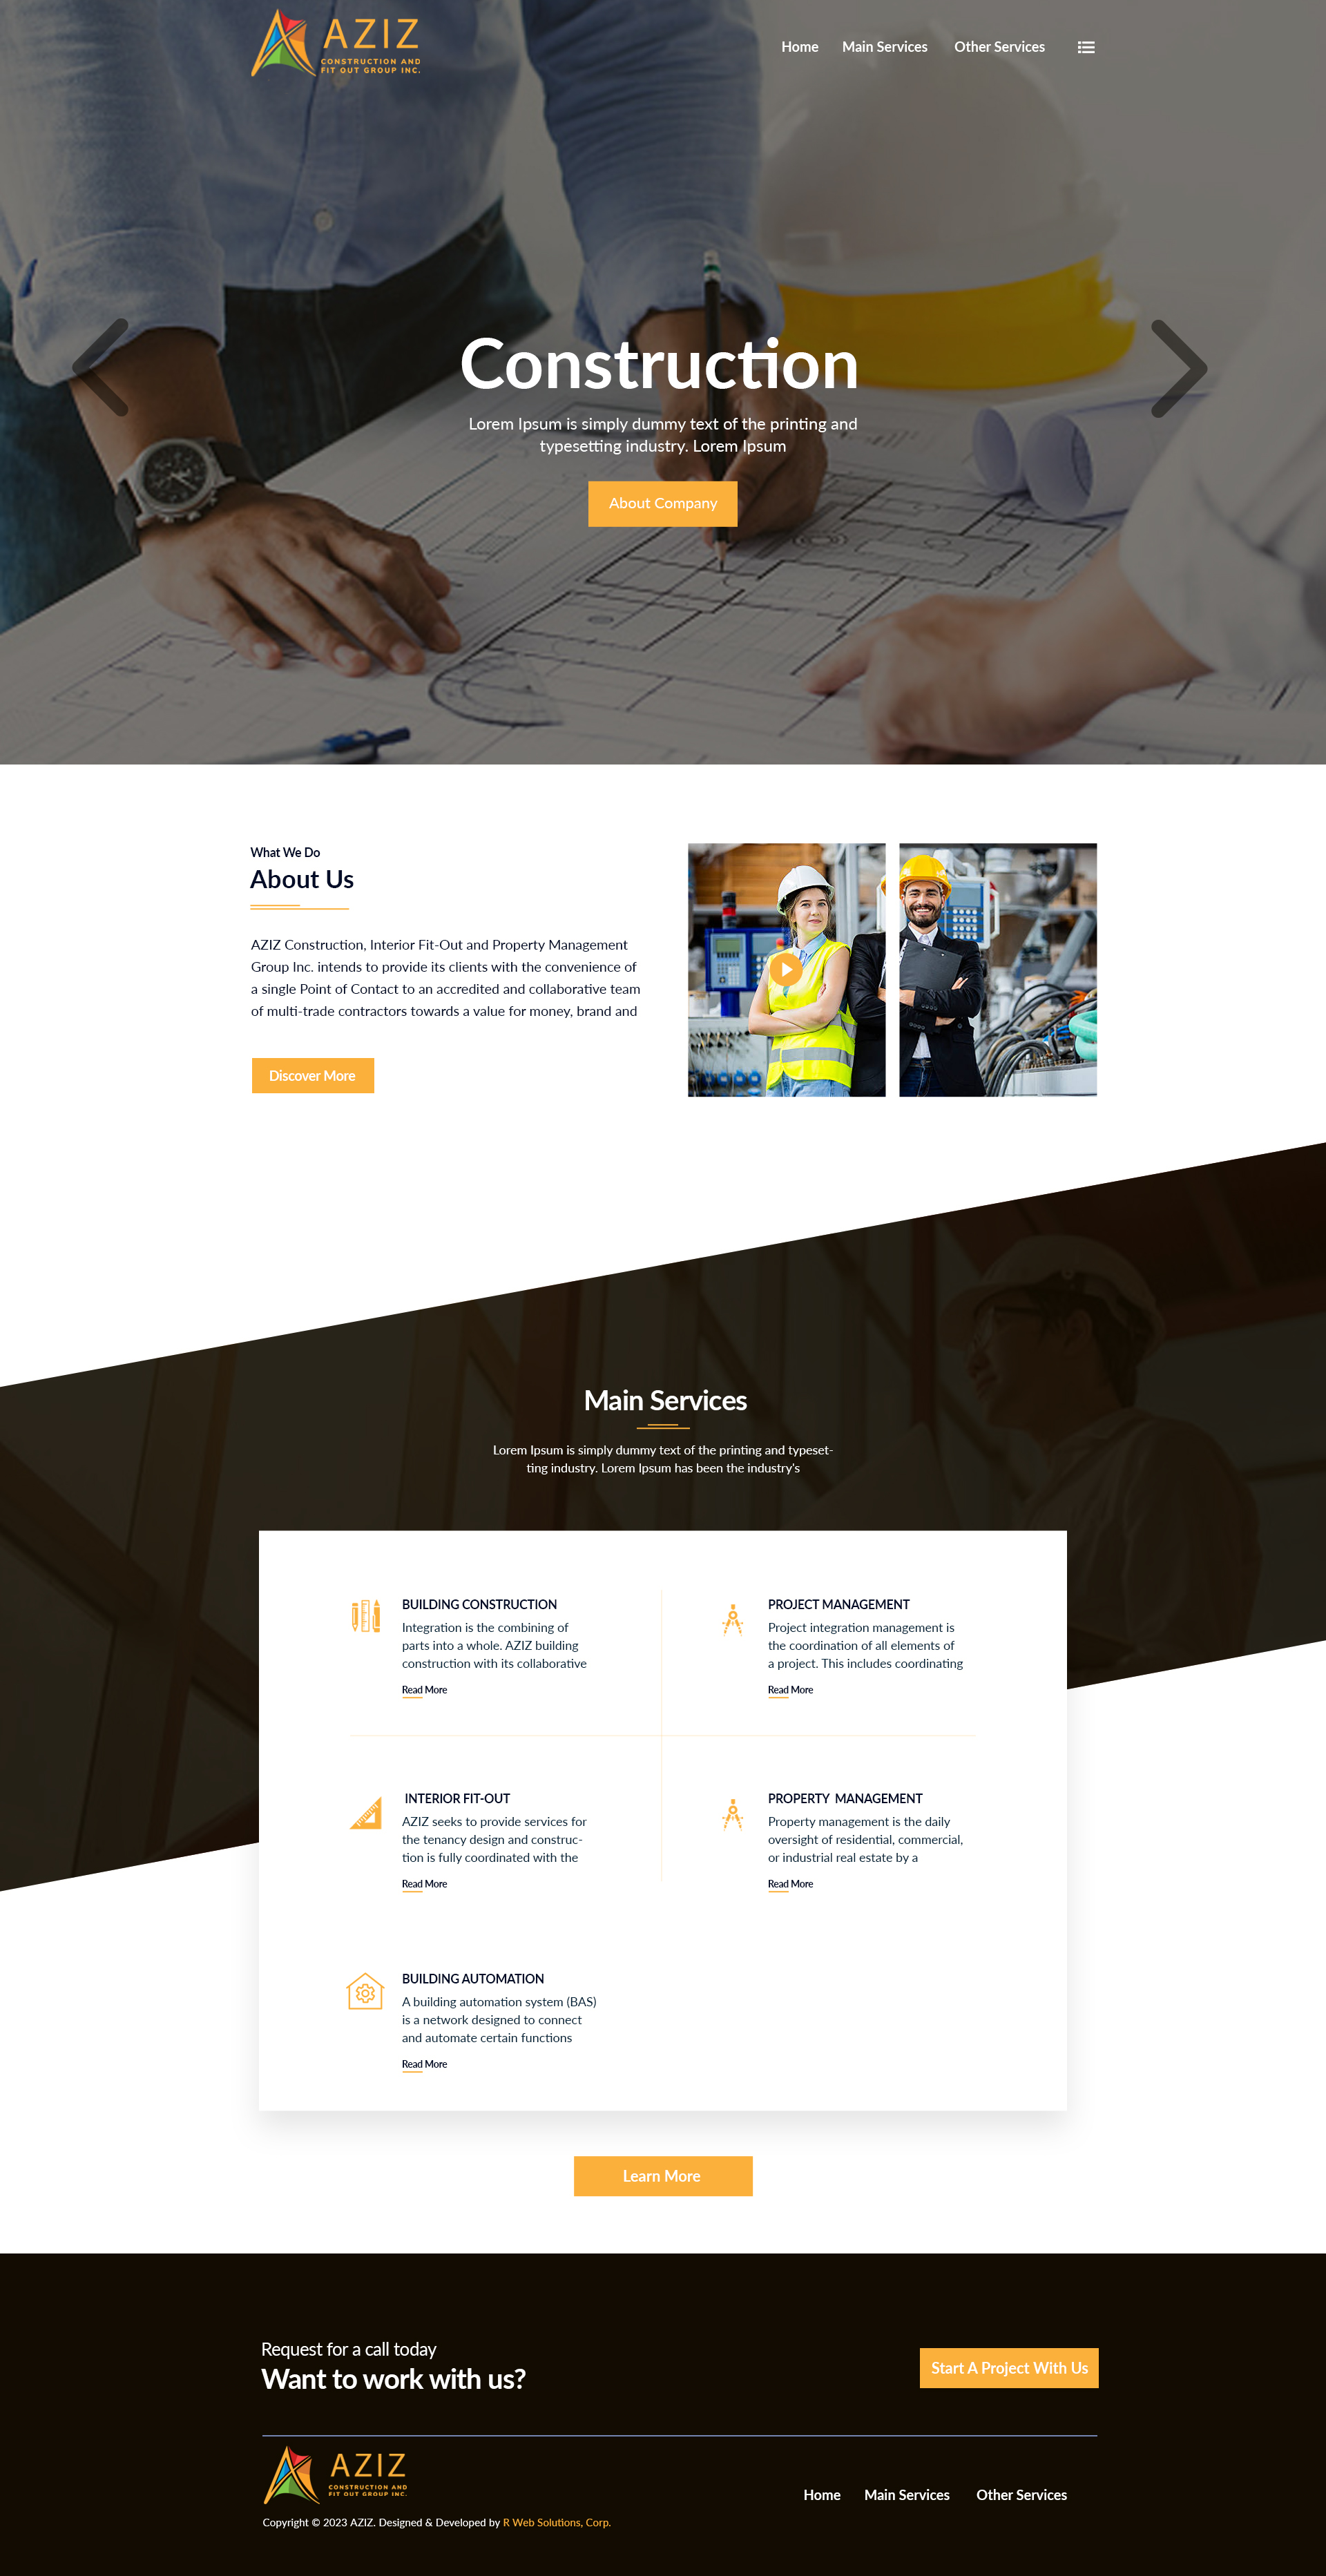 AZIZ
CONSTRUCTION AND
FIT OUT GROUP INC.
Home Main Services Other Services
Construction
Lorem Ipsum is simply dummy text of the printing and
typesetting industry. Lorem Ipsum
About Company
What We Do
About Us
AZIZ Construction, Interior Fit-Out and Property Management
Group Inc. intends to provide its clients with the convenience of
a single Point of Contact to an accredited and collaborative team
of multi-trade contractors towards a value for money, brand and
Discover More
Main Services
Lorem Ipsum is simply dummy text of the printing and typeset-
ting industry. Lorem Ipsum has been the industry's
BUILDING CONSTRUCTION
Integration is the combining of
parts into a whole. AZIZ building
construction with its collaborative
Read More
PROJECT MANAGEMENT
Project integration management is
the coordination of all elements of
a project. This includes coordinating
Read More
INTERIOR FIT-OUT
AZIZ seeks to provide services for
the tenancy design and construc-
tion is fully coordinated with the
Read More
PROPERTY MANAGEMENT
Property management is the daily
oversight of residential, commercial,
or industrial real estate by a
Read More
BUILDING AUTOMATION
A building automation system (BAS)
is a network designed to connect
and automate certain functions
Read More
Learn More
Request for a call today
Want to work with us?
Start A Project With Us
AZIZ
CONSTRUCTION AND
FIT OUT GROUP INC.
Home Main Services Other Services
Copyright © 2023 AZIZ. Designed & Developed by R Web Solutions, Corp.